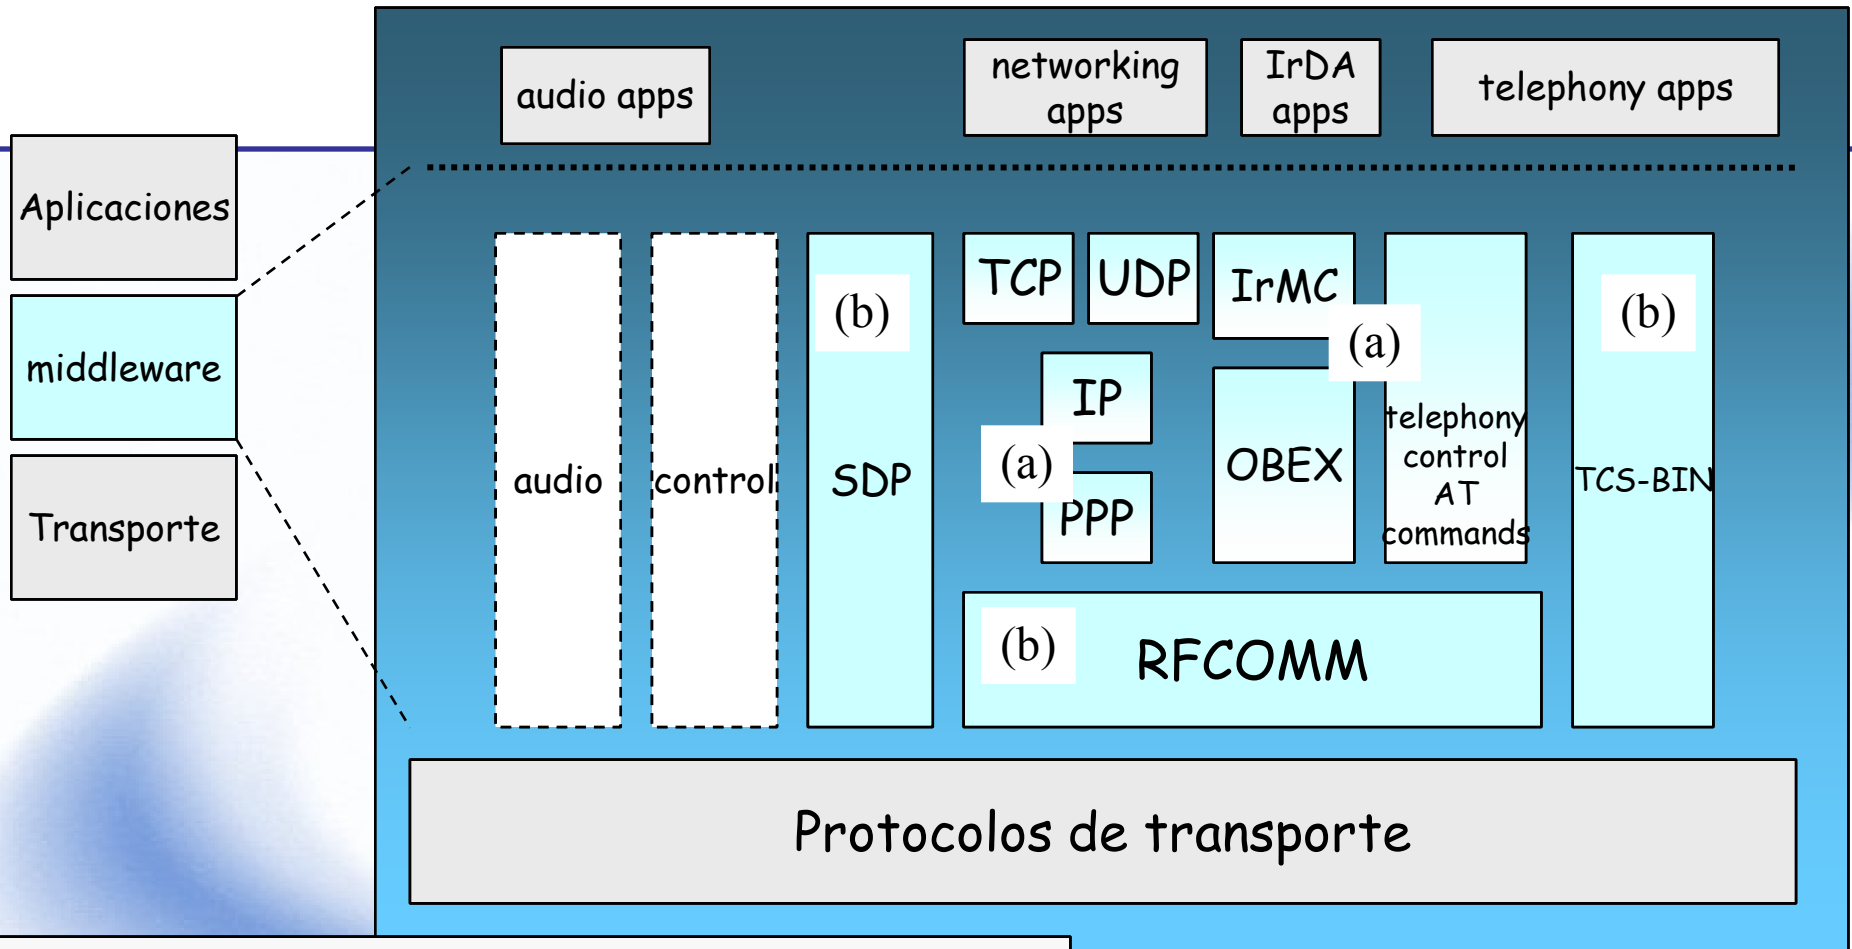 audio apps
networking
apps
IrDA
apps
telephony apps
Aplicaciones
middleware
Transporte
audio
control
(b)
SDP
TCP
UDP
IrMC
(a)
IP
(a)
PPP
OBEX
telephony
control
AT
commands
(b)
TCS-BIN
(b)
RFCOMM
Protocolos de transporte